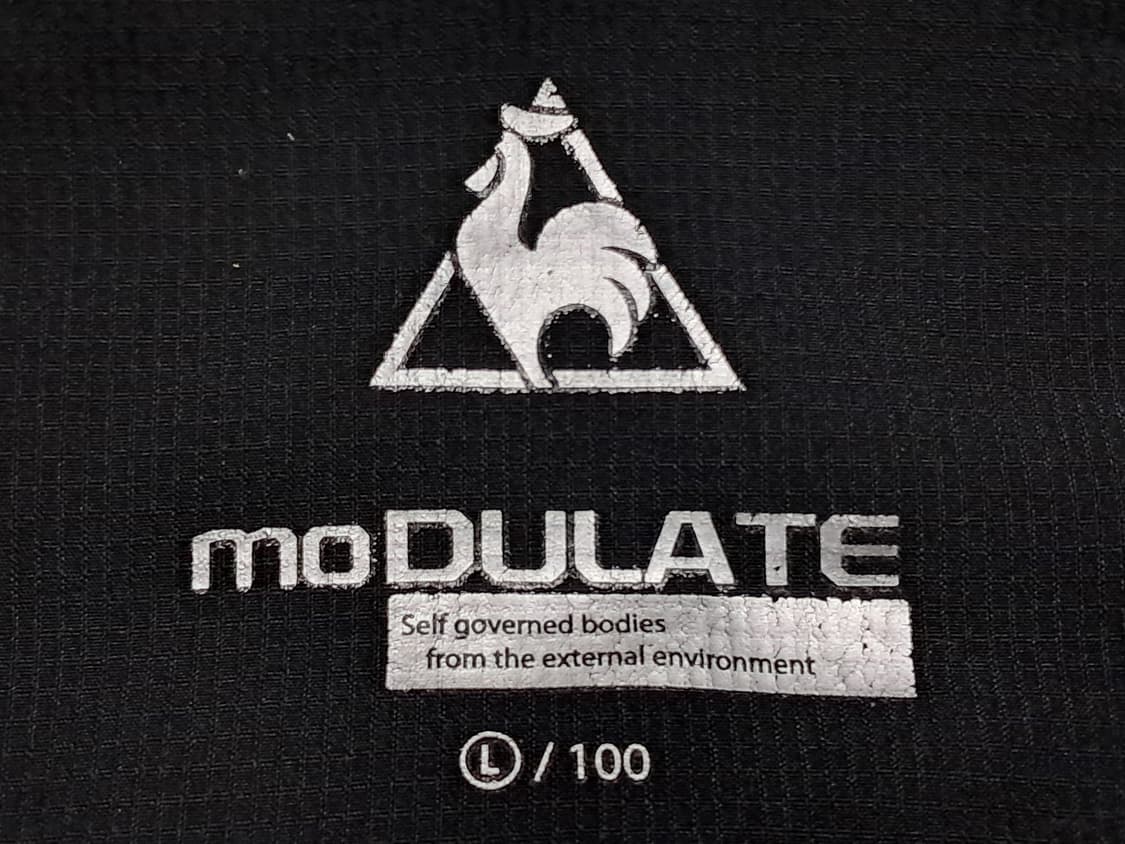 moDULATE
Self governed bodies
from the external environment
L / 100